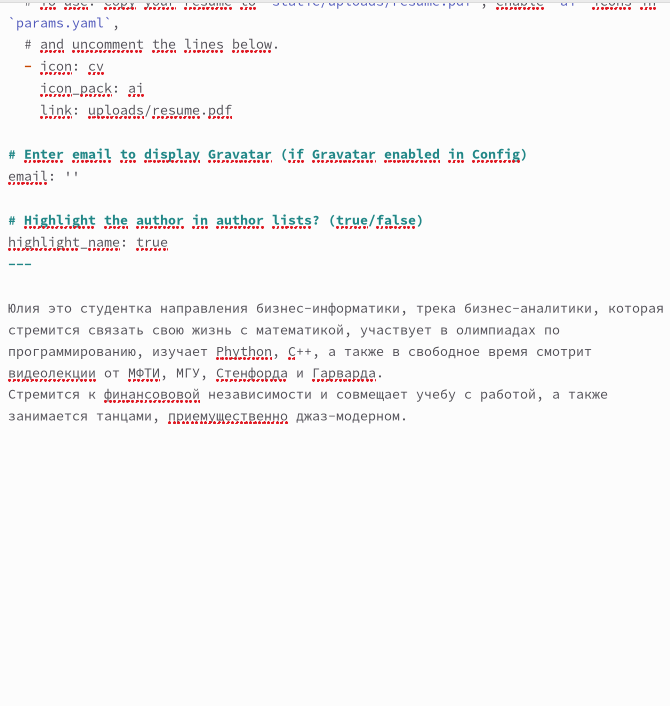 # To use: copy your resume to `static/uploads/resume.pdf`, enable `ai` icons in
`params.yaml`,
# and uncomment the lines below.
- icon: cv
icon_pack: ai
link: uploads/resume.pdf
# Enter email to display Gravatar (if Gravatar enabled in Config)
email: ''
# Highlight the author in author lists? (true/false)
highlight_name: true
---
Юлия это студентка направления бизнес-информатики, трека бизнес-аналитики, которая
стремится связать свою жизнь с математикой, участвует в олимпиадах по
программированию, изучает Phython, C++, а также в свободное время смотрит
видеолекции от МФТИ, МГУ, Стенфорда и Гарварда.
Стремится к финансововой независимости и совмещает учебу с работой, а также
занимается танцами, приемущественно джаз-модерном.